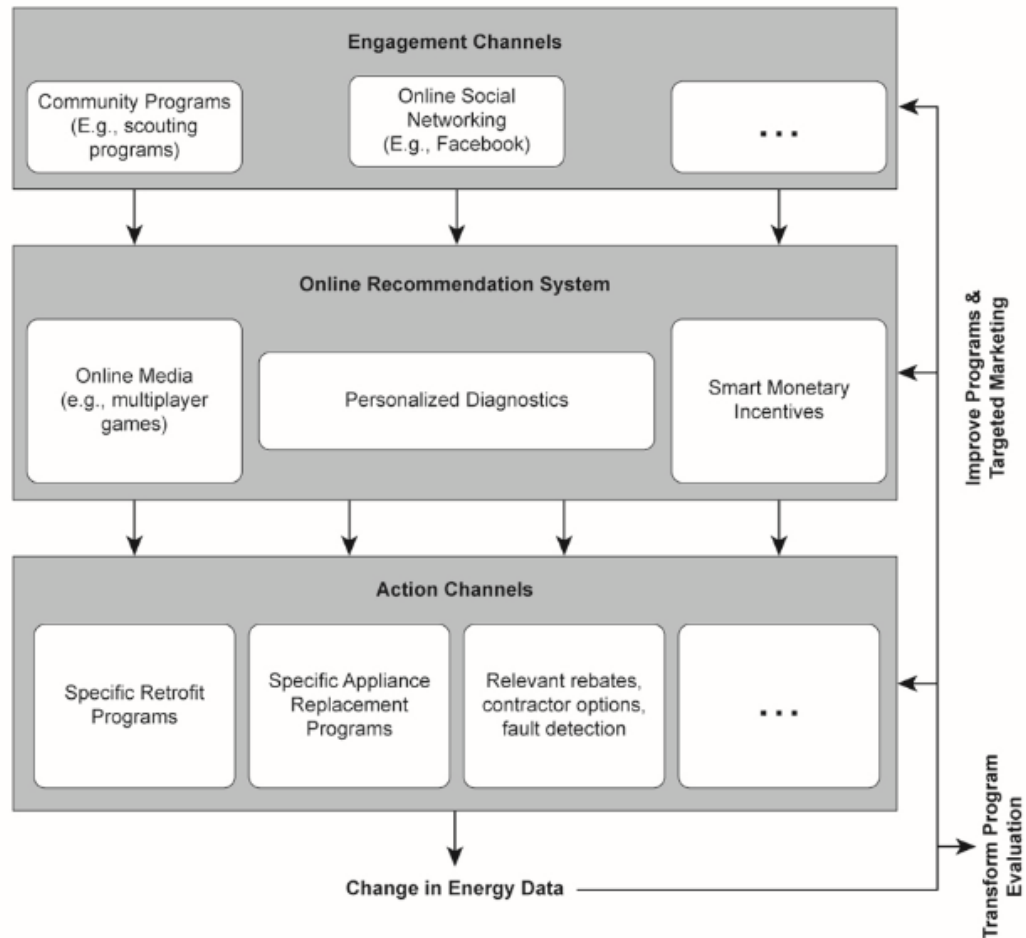 Engagement Channels
Community Programs
(E.g., scouting
programs)
Online Social
Networking
(E.g., Facebook)
...
Online Recommendation System
Online Media
(e.g., multiplayer
games)
Personalized Diagnostics
Smart Monetary
Incentives
Action Channels
Specific Retrofit
Programs
Specific Appliance
Replacement
Programs
Relevant rebates,
contractor options,
fault detection
...
Change in Energy Data
Improve Programs &
Targeted Marketing
Transform Program
Evaluation